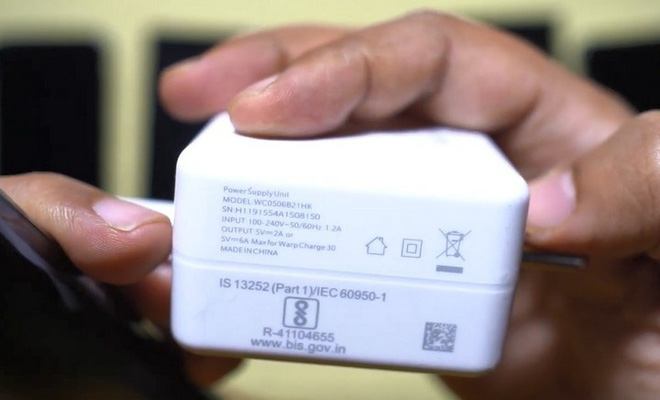 Power Supply Unit
MODEL WC0506B21HK
SN:H1191554A1508150
INPUT:100-240V~50/60Hz 1.2A
OUTPUT:5V⎓2A or
5V⎓6A Max for Warp Charge 30
MADE IN CHINA
IS 13252 (Part 1)/IEC 60950-1
R-41104655
www.bis.gov.in